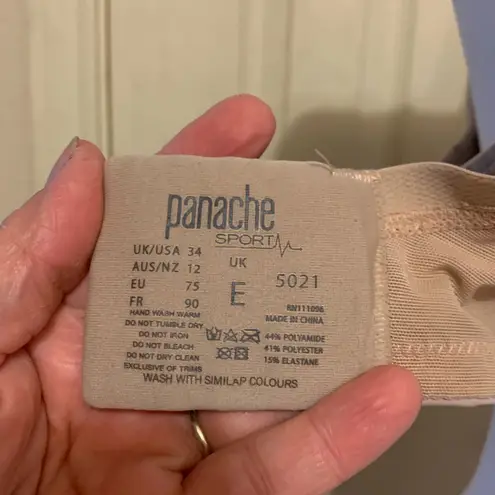 panache
SPORT
UK/USA 34
AUS/NZ 12
EU 75
FR 90
UK
E
5021
RN111096
MADE IN CHINA
HAND WASH WARM
DO NOT TUMBLE DRY
DO NOT IRON
DO NOT BLEACH
DO NOT DRY CLEAN
EXCLUSIVE OF TRIMS
44% POLYAMIDE
41% POLYESTER
15% ELASTANE
WASH WITH SIMILAR COLOURS